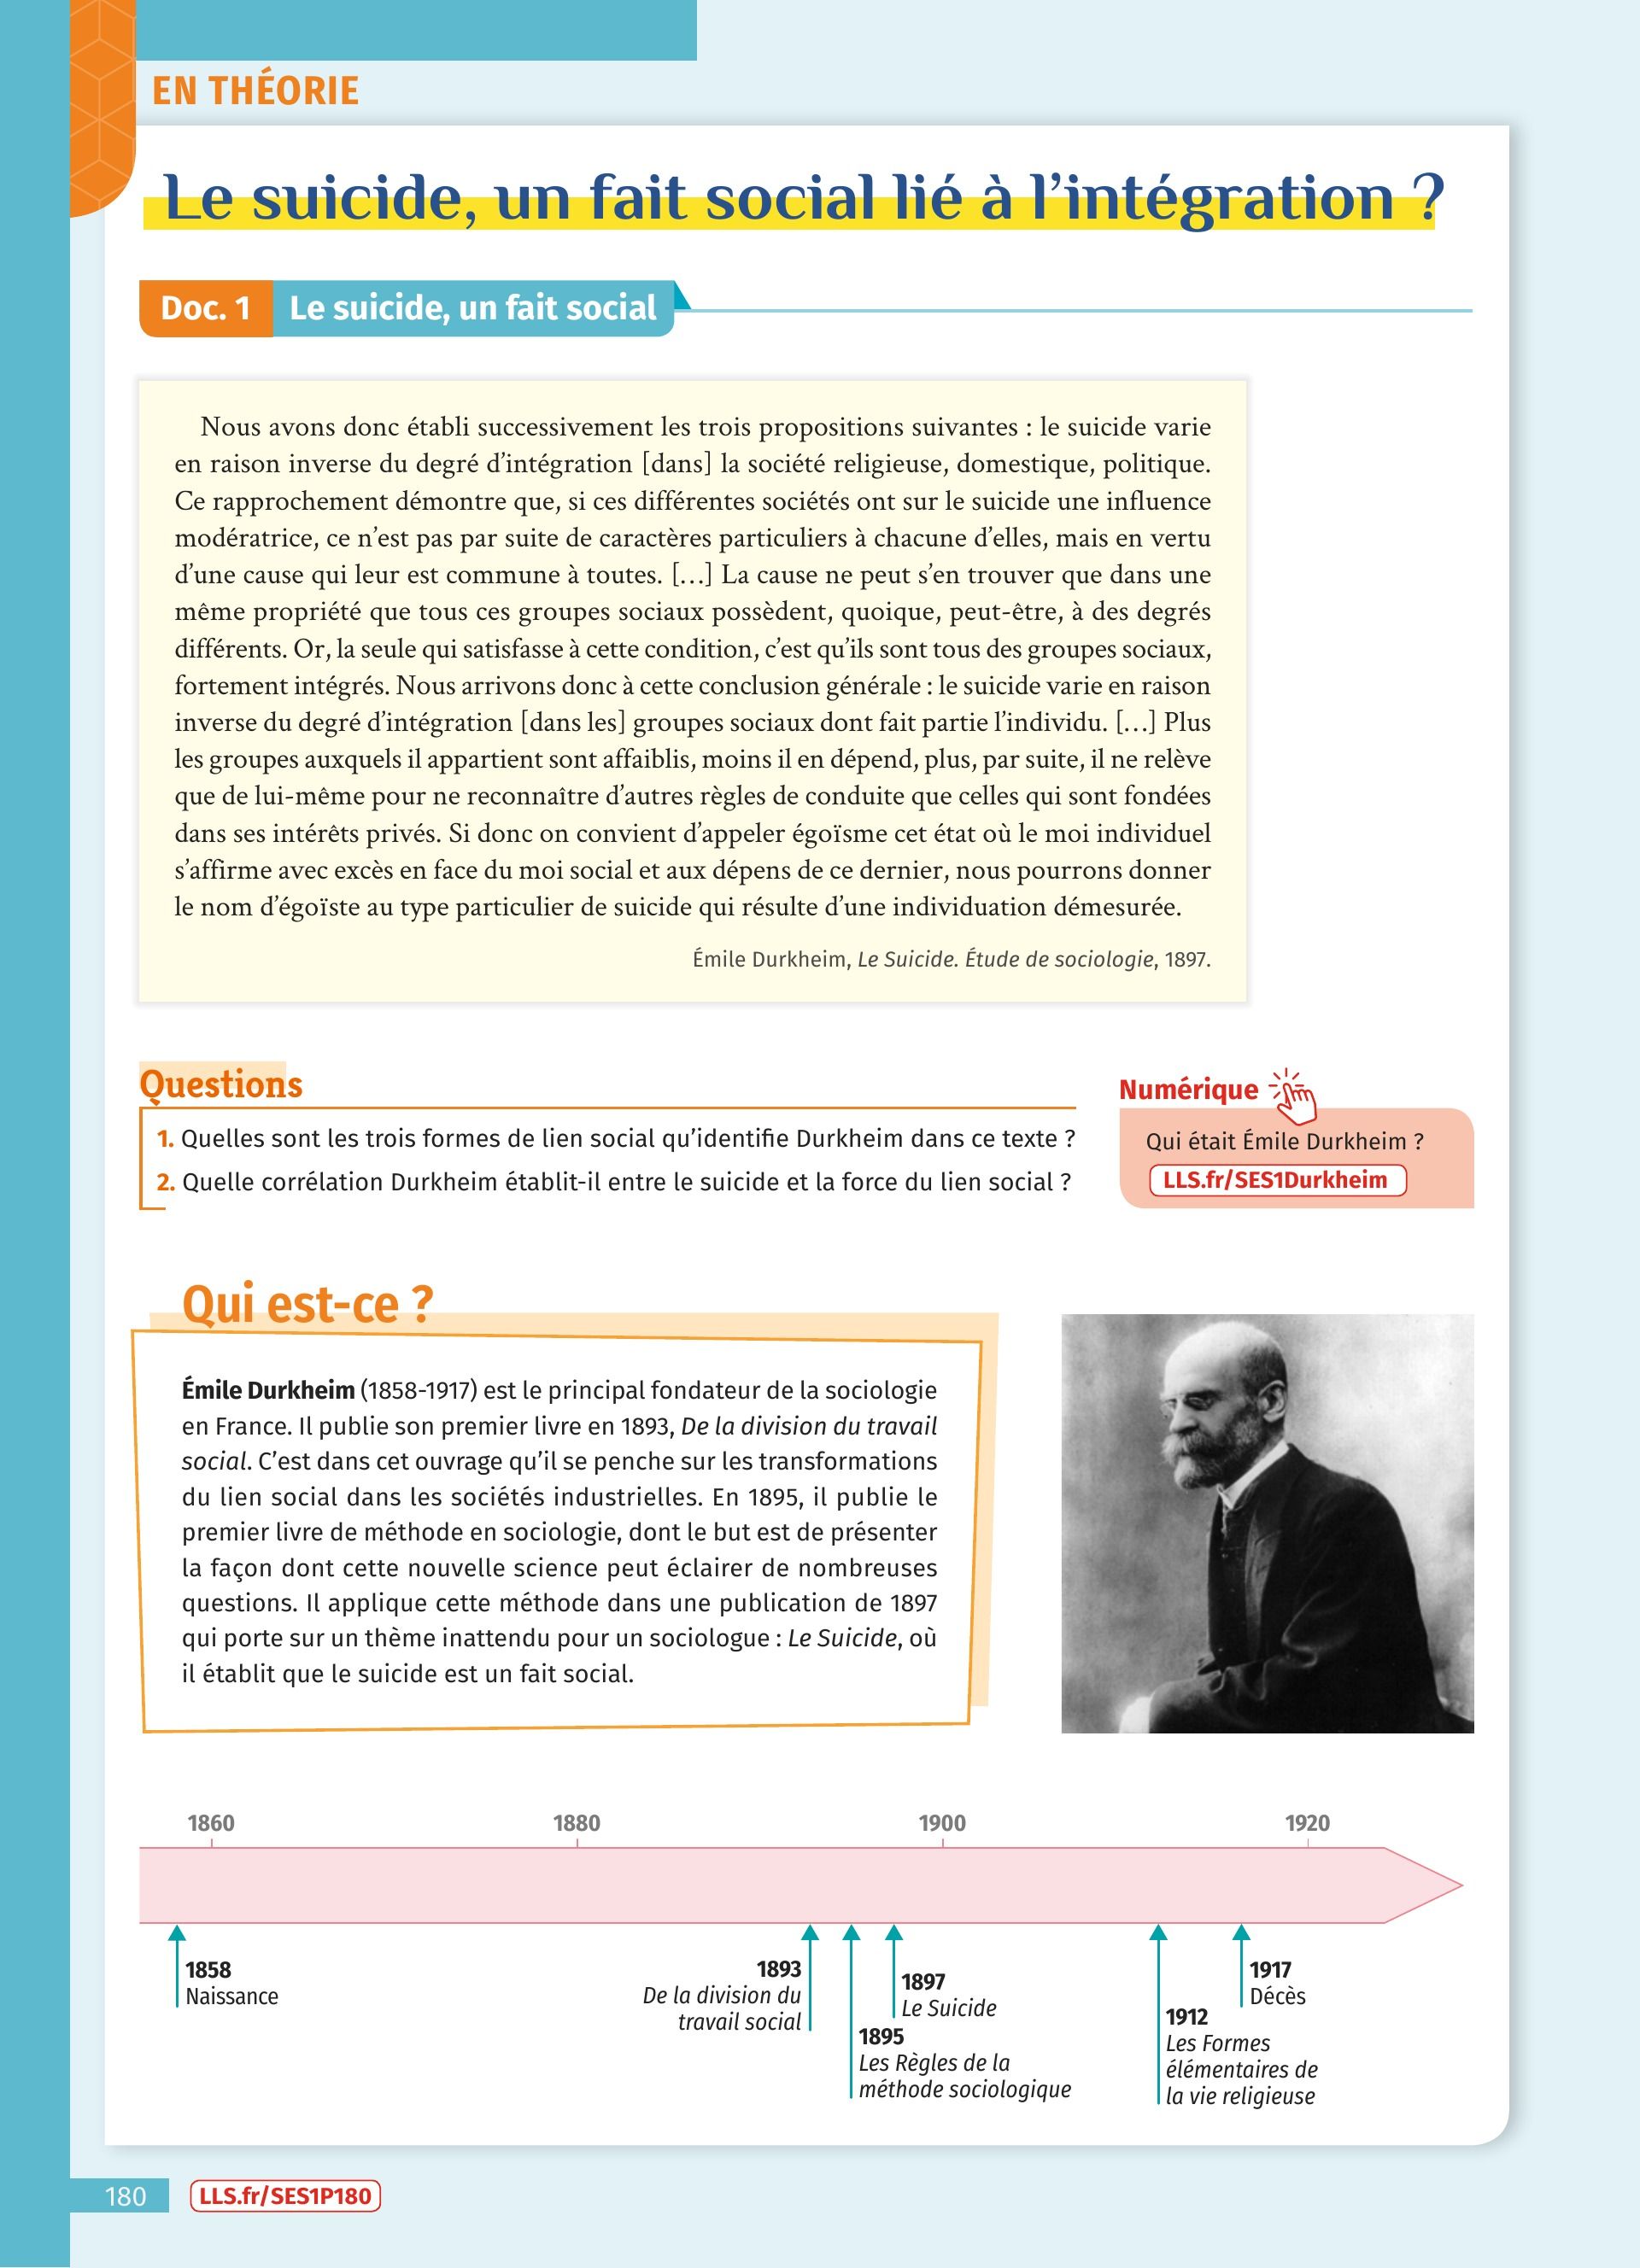 EN THÉORIE
Le suicide, un fait social lié à l’intégration ?
Doc. 1 Le suicide, un fait social
Nous avons donc établi successivement les trois propositions suivantes : le suicide varie
en raison inverse du degré d’intégration [dans] la société religieuse, domestique, politique.
Ce rapprochement démontre que, si ces différentes sociétés ont sur le suicide une influence
modératrice, ce n’est pas par suite de caractères particuliers à chacune d’elles, mais en vertu
d’une cause qui leur est commune à toutes. […] La cause ne peut s’en trouver que dans une
même propriété que tous ces groupes sociaux possèdent, quoique, peut-être, à des degrés
différents. Or, la seule qui satisfasse à cette condition, c’est qu’ils sont tous des groupes sociaux,
fortement intégrés. Nous arrivons donc à cette conclusion générale : le suicide varie en raison
inverse du degré d’intégration [dans les] groupes sociaux dont fait partie l’individu. […] Plus
les groupes auxquels il appartient sont affaiblis, moins il en dépend, plus, par suite, il ne relève
que de lui-même pour ne reconnaître d’autres règles de conduite que celles qui sont fondées
dans ses intérêts privés. Si donc on convient d’appeler égoïsme cet état où le moi individuel
s’affirme avec excès en face du moi social et aux dépens de ce dernier, nous pourrons donner
le nom d’égoïste au type particulier de suicide qui résulte d’une individuation démesurée.
Émile Durkheim, Le Suicide. Étude de sociologie, 1897.
Questions
1. Quelles sont les trois formes de lien social qu’identifie Durkheim dans ce texte ?
2. Quelle corrélation Durkheim établit-il entre le suicide et la force du lien social ?
Numérique
Qui était Émile Durkheim ?
LLS.fr/SES1Durkheim
Qui est-ce ?
Émile Durkheim (1858-1917) est le principal fondateur de la sociologie
en France. Il publie son premier livre en 1893, De la division du travail
social. C’est dans cet ouvrage qu’il se penche sur les transformations
du lien social dans les sociétés industrielles. En 1895, il publie le
premier livre de méthode en sociologie, dont le but est de présenter
la façon dont cette nouvelle science peut éclairer de nombreuses
questions. Il applique cette méthode dans une publication de 1897
qui porte sur un thème inattendu pour un sociologue : Le Suicide, où
il établit que le suicide est un fait social.
1860 1880 1900 1920
1858
Naissance
1893
De la division du
travail social
1895
Les Règles de la
méthode sociologique
1897
Le Suicide
1912
Les Formes
élémentaires de
la vie religieuse
1917
Décès
180 LLS.fr/SES1P180